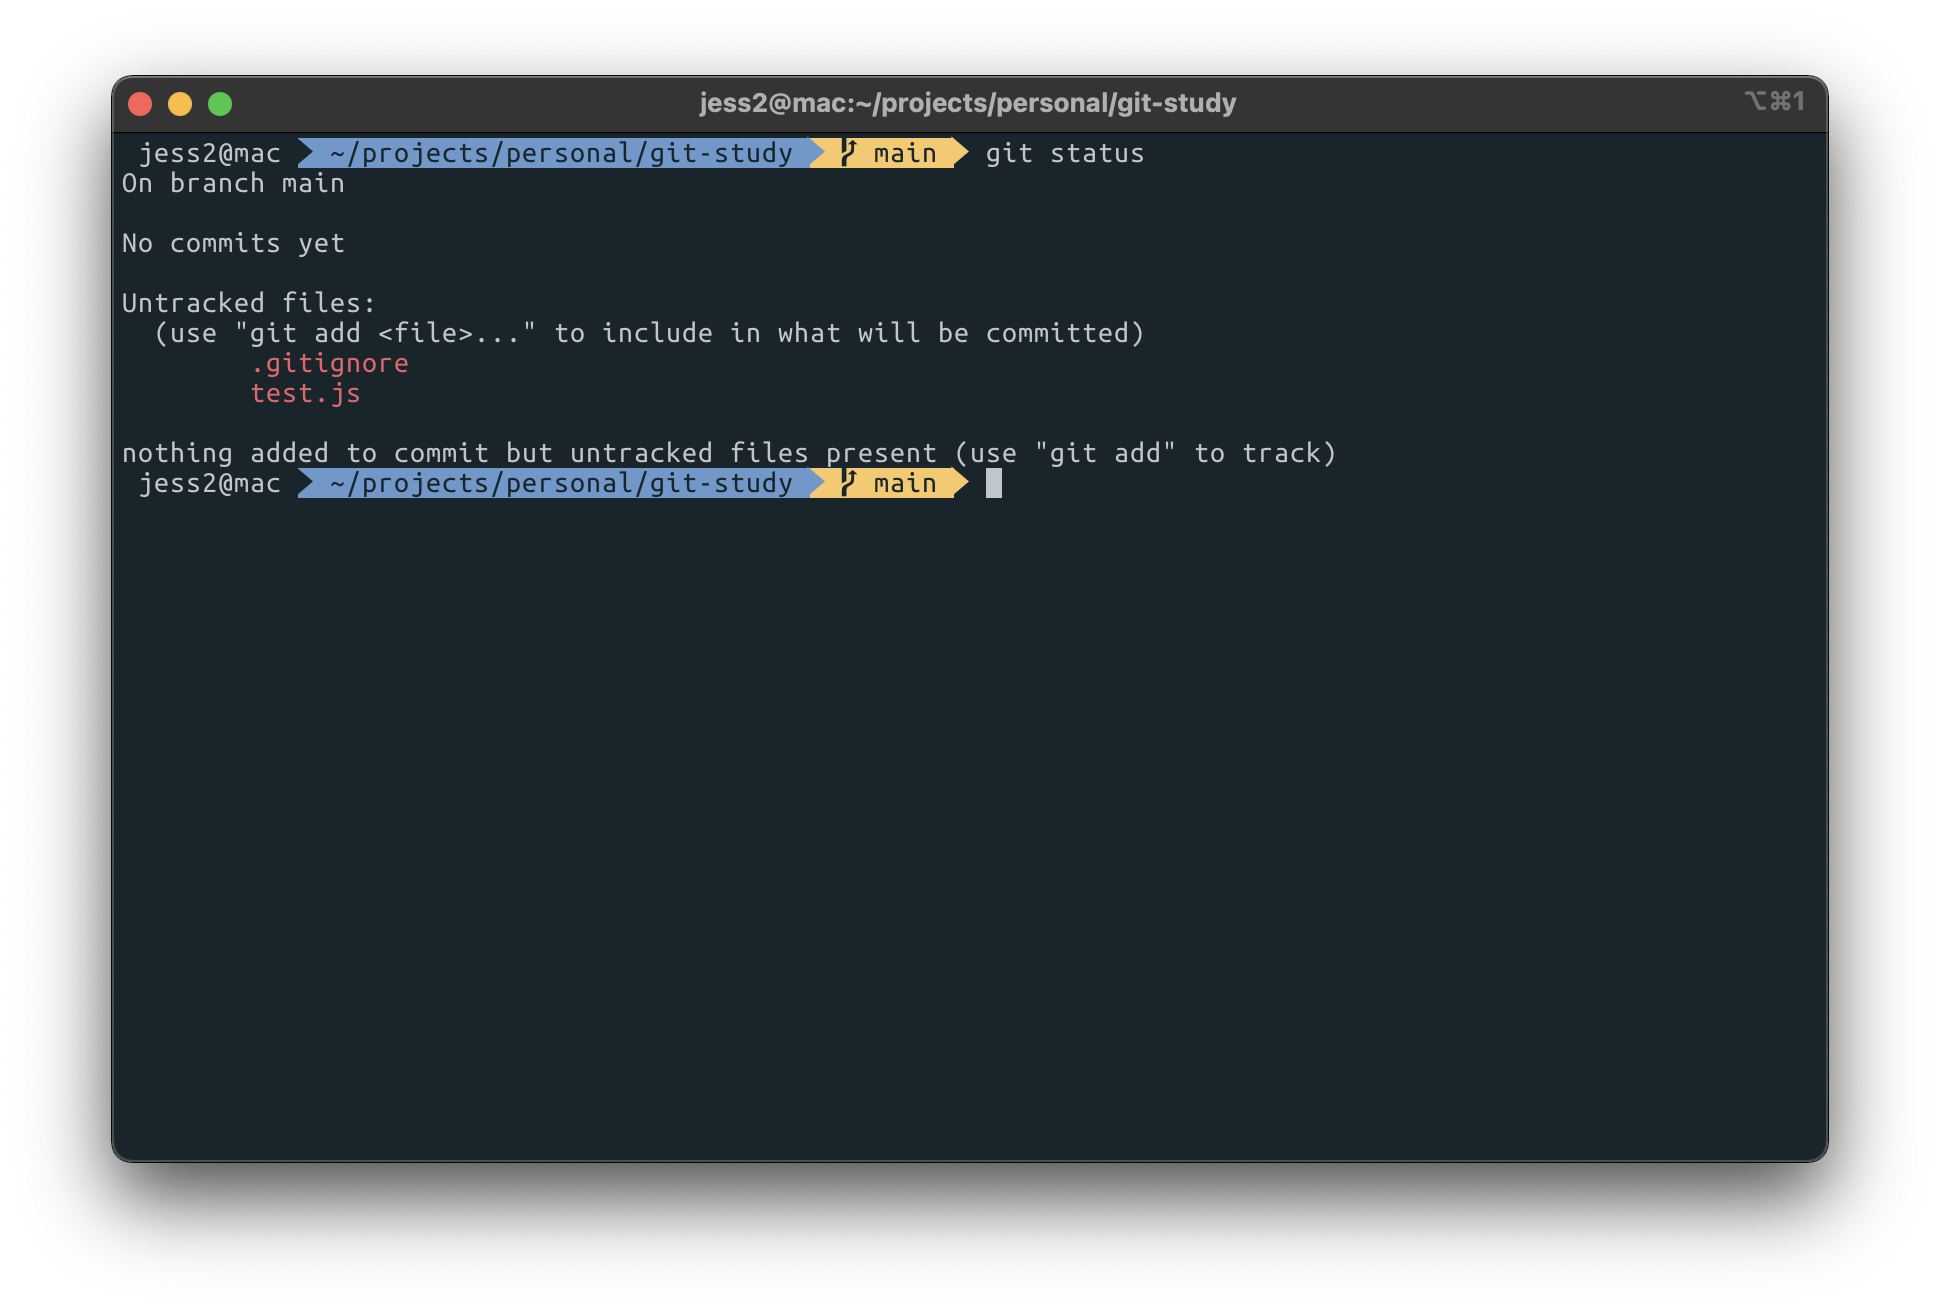 jess2@mac:~/projects/personal/git-study ⌥⌘1
jess2@mac ~/projects/personal/git-study main git status
On branch main
No commits yet
Untracked files:
(use "git add <file>..." to include in what will be committed)
.gitignore
test.js
nothing added to commit but untracked files present (use "git add" to track)
jess2@mac ~/projects/personal/git-study main